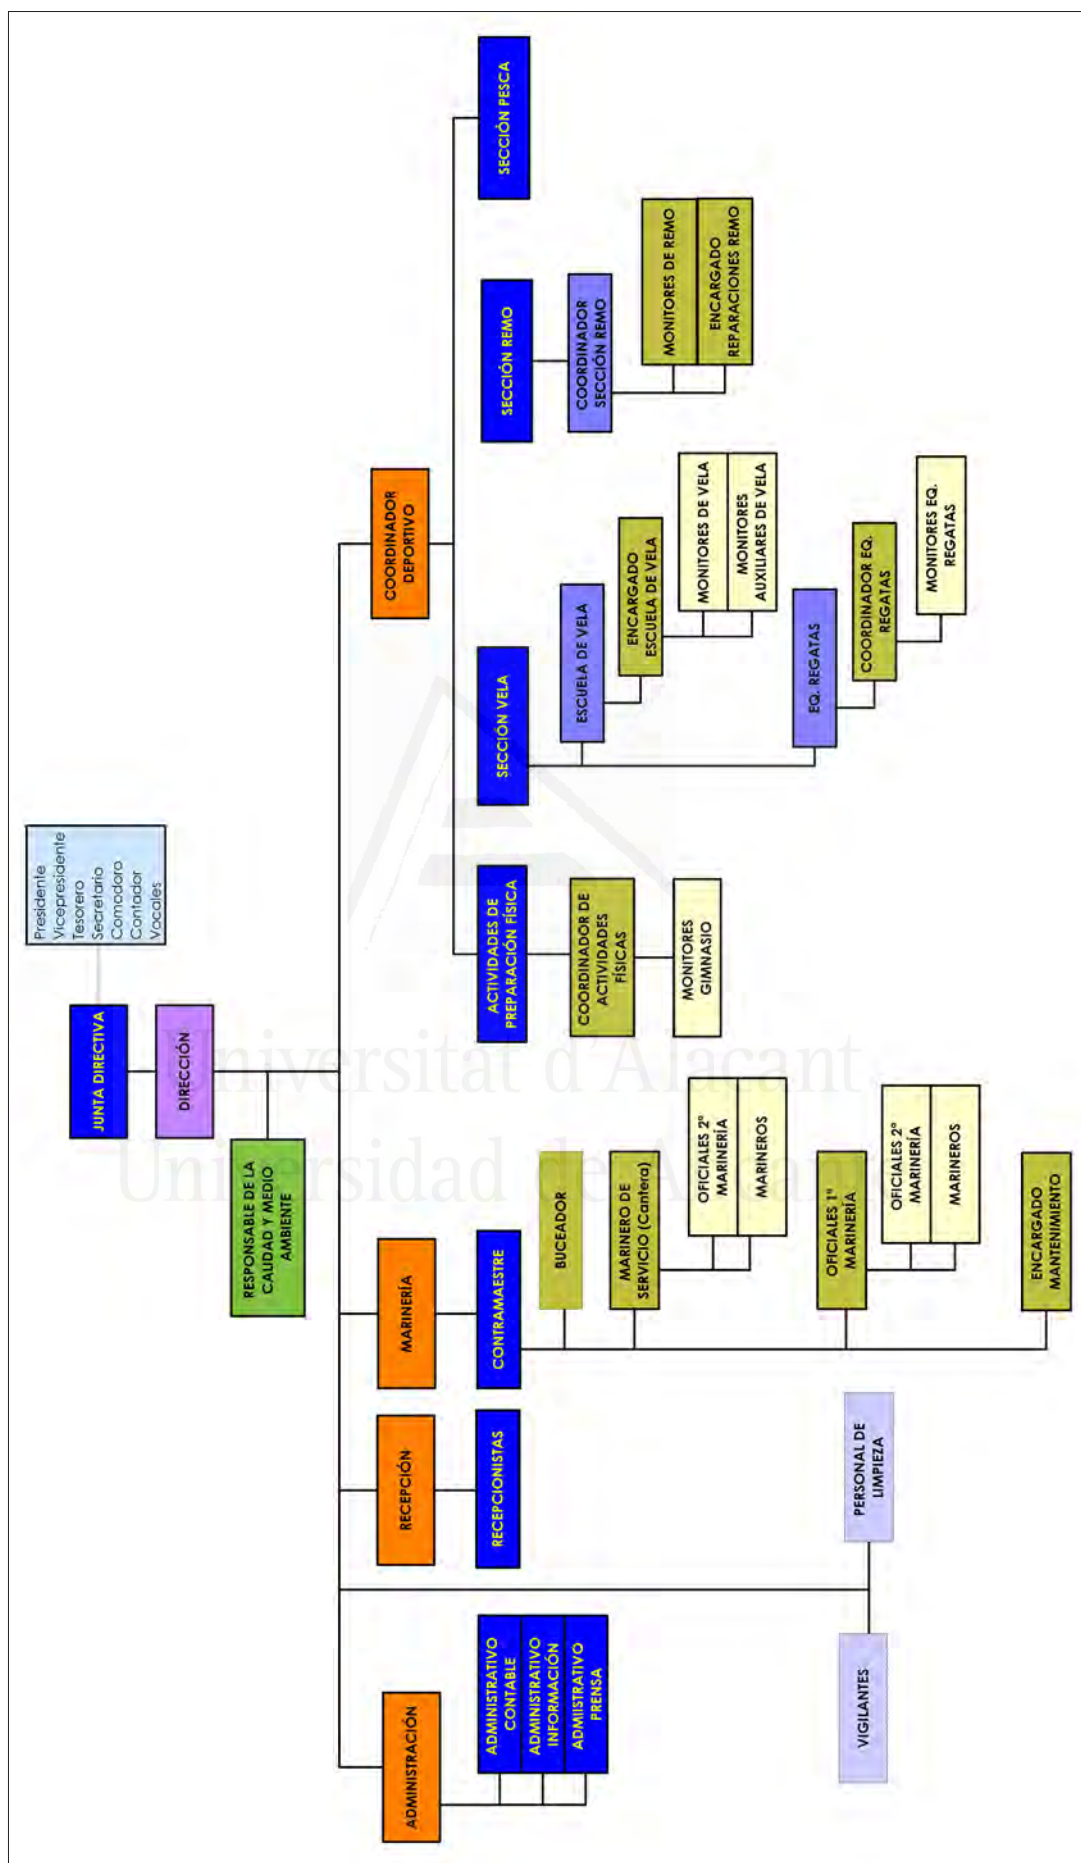 Presidente
Vicepresidente
Tesorero
Secretario
Comodoro
Contador
Vocales
JUNTA DIRECTIVA
DIRECCIÓN
RESPONSABLE DE LA
CAUDAD Y MEDIO
AMBIENTE
ADMINISTRACIÓN
ADMINISTRATIVO
CONTABLE
ADMINISTRATIVO
INFORMACIÓN
ADMIISTRATIVO
PRENSA
VIGILANTES
PERSONAL DE
LIMPIEZA
RECEPCIÓN
RECEPCIONISTAS
MARINERÍA
CONTRAMAESTRE
BUCEADOR
MARINERO DE
SERVICIO (Cantera)
OFICIALES 2º
MARINERÍA
MARINEROS
OFICIALES 1º
MARINERÍA
OFICIALES 2º
MARINERÍA
MARINEROS
ENCARGADO
MANTENIMIENTO
COORDINADOR
DEPORTIVO
ACTIVIDADES DE
PREPARACIÓN FÍSICA
COORDINADOR DE
ACTIVIDADES
FÍSICAS
MONITORES
GIMNASIO
SECCIÓN VELA
ESCUELA DE VELA
ENCARGADO
ESCUELA DE VELA
MONITORES DE VELA
MONITORES
AUXILIARES DE VELA
EQ. REGATAS
COORDINADOR EQ.
REGATAS
MONITORES EQ.
REGATAS
SECCIÓN REMO
COORDINADOR
SECCIÓN REMO
MONITORES DE REMO
ENCARGADO
REPARACIONES REMO
SECCIÓN PESCA
Universitat d'Alacant
Universidad de Alicante